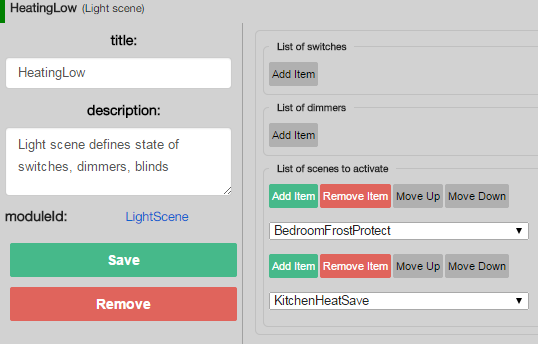 HeatingLow (Light scene)
title:
HeatingLow
description:
Light scene defines state of
switches, dimmers, blinds
moduleId: LightScene
Save
Remove
List of switches
Add Item
List of dimmers
Add Item
List of scenes to activate
Add Item Remove Item Move Up Move Down
BedroomFrostProtect
Add Item Remove Item Move Up Move Down
KitchenHeatSave